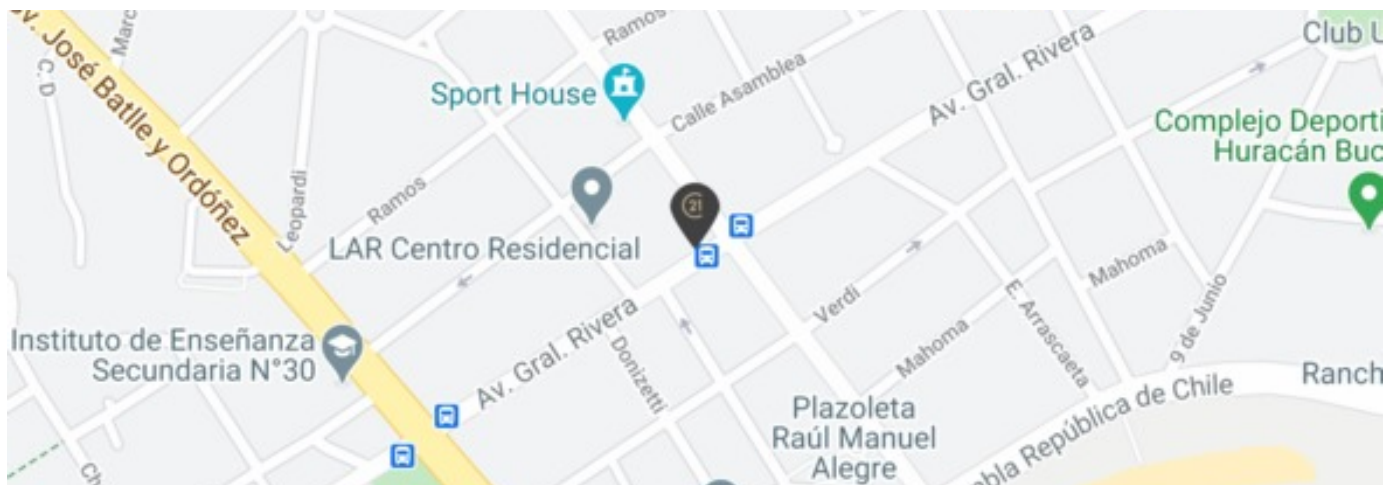 v. José Batlle y Ordóñez
C. D
Marc
Ramos
Av. Gral. Rivera
Club U
Sport House
Calle Asamblea
Complejo Deporti
Huracán Buc
Leopardi
Ramos
21
LAR Centro Residencial
Mahoma
Verdi
E. Arrascaeta
9 de Junio
Instituto de Enseñanza
Secundaria N°30
Av. Gral. Rivera
Donizetti
Mahoma
Ranch
Plazoleta
Raúl Manuel
Alegre
abla República de Chile
Ch